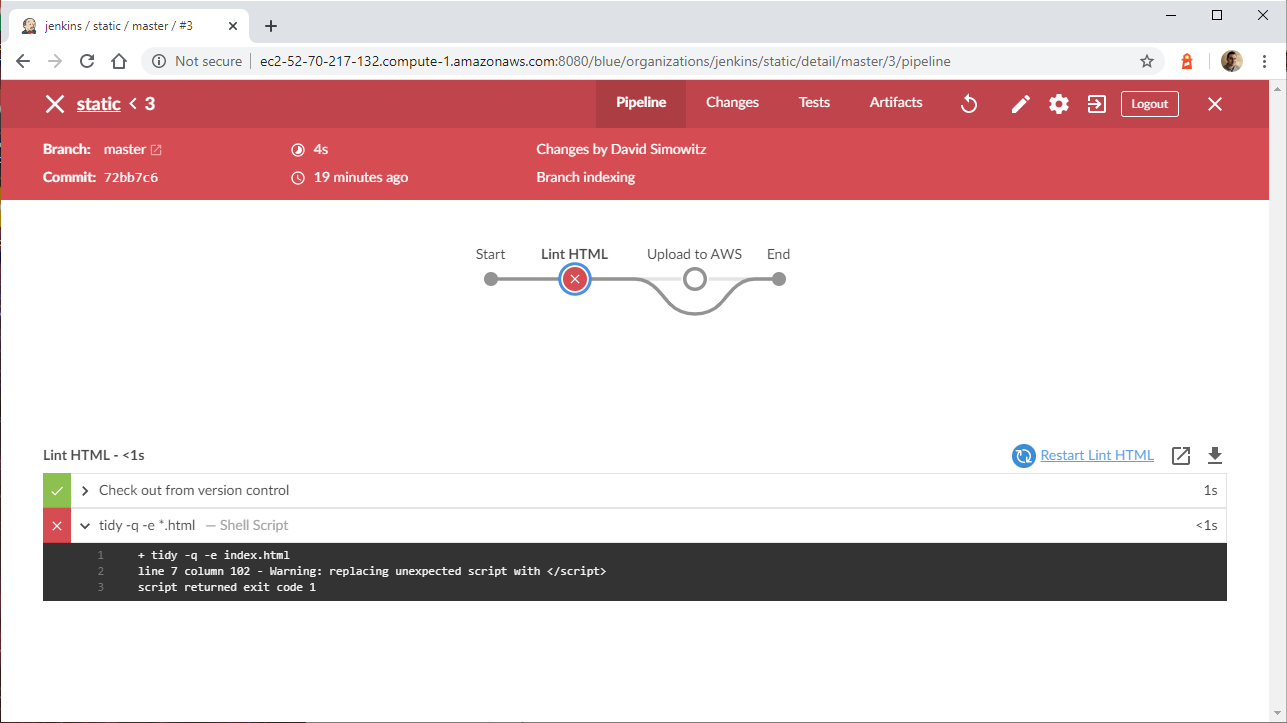 jenkins / static / master / #3
Not secure ec2-52-70-217-132.compute-1.amazonaws.com:8080/blue/organizations/jenkins/static/detail/master/3/pipeline
static < 3 Pipeline Changes Tests Artifacts Logout
Branch: master 4s Changes by David Simowitz
Commit: 72bb7c6 19 minutes ago Branch indexing
Start Lint HTML Upload to AWS End
Lint HTML - <1s Restart Lint HTML
Check out from version control 1s
tidy -q -e *.html — Shell Script <1s
1 + tidy -q -e index.html
2 line 7 column 102 - Warning: replacing unexpected script with </script>
3 script returned exit code 1